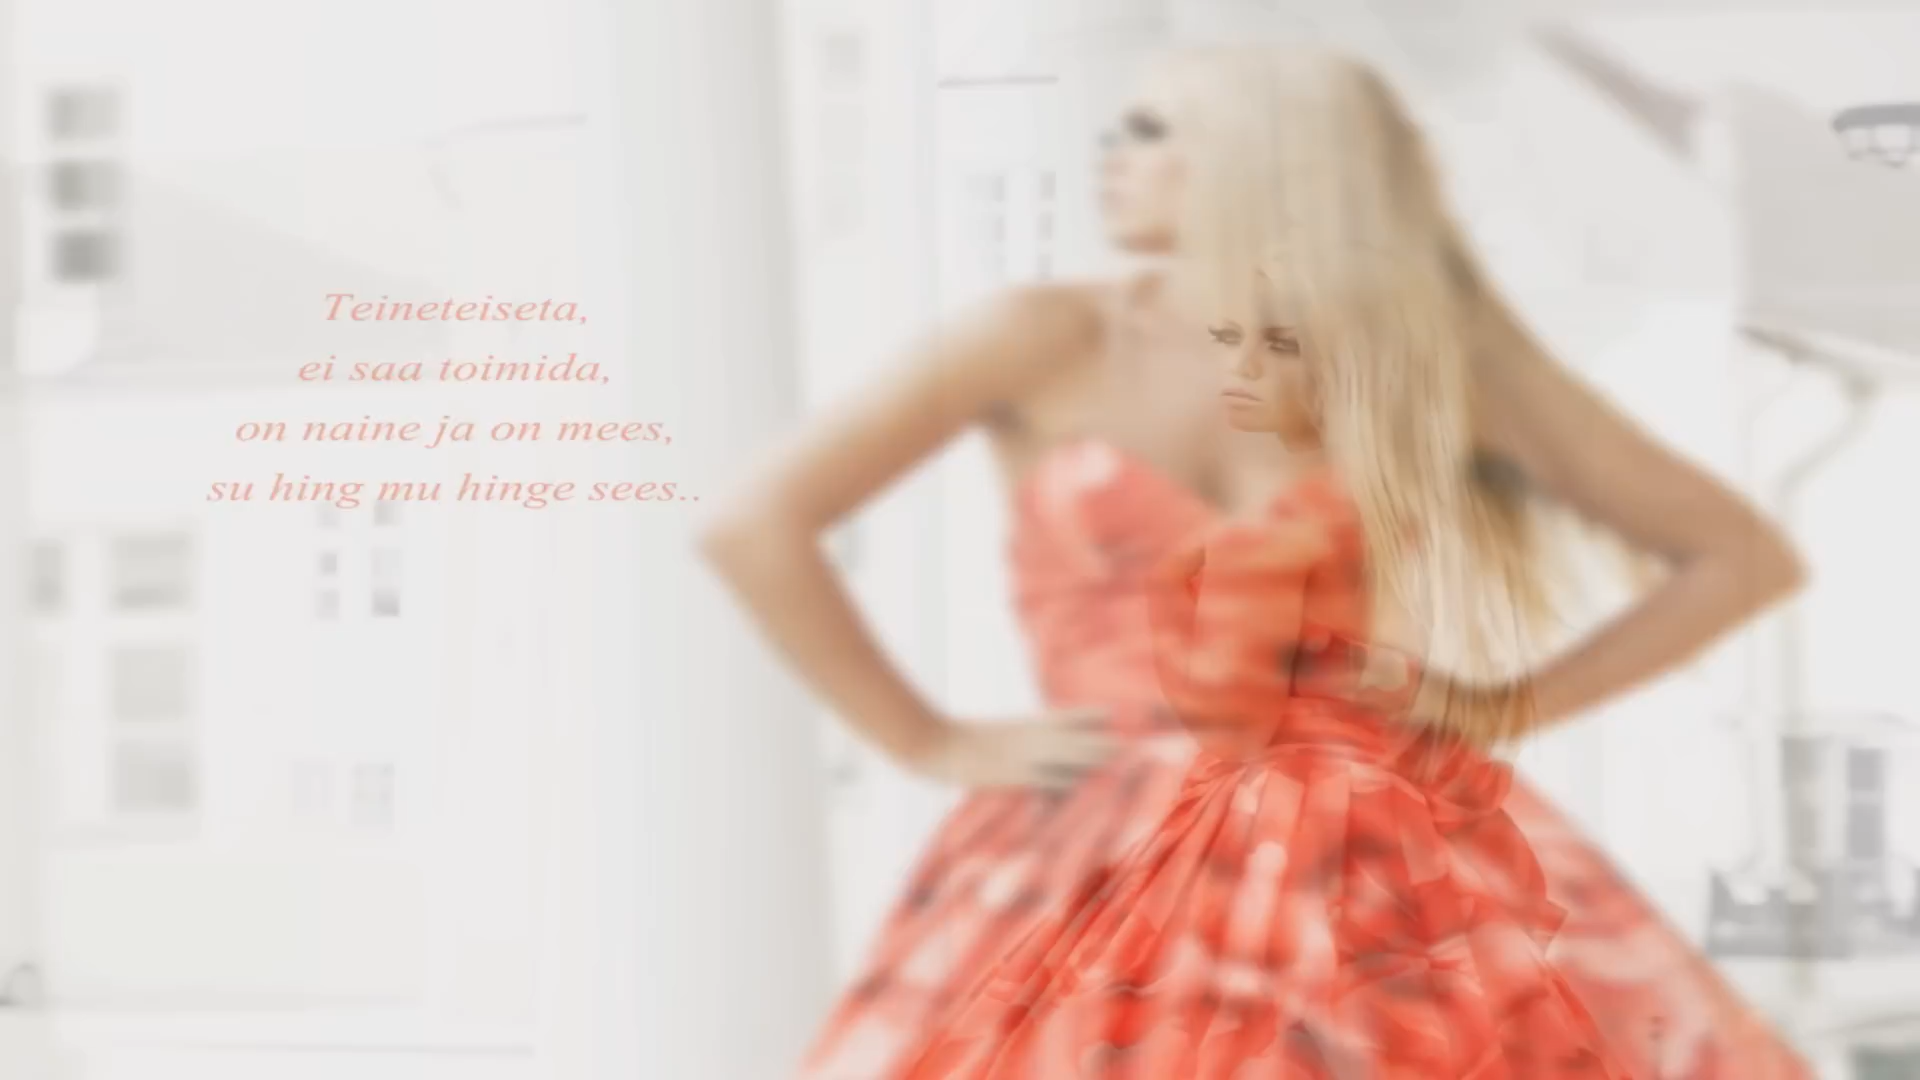 Teineteiseta,
ei saa toimida,
on naine ja on mees,
su hing mu hinge sees..